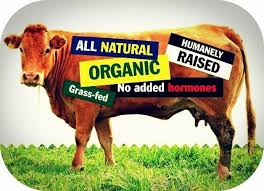 ALL NATURAL
ORGANIC
Grass-fed
No added hormones
HUMANELY
RAISED